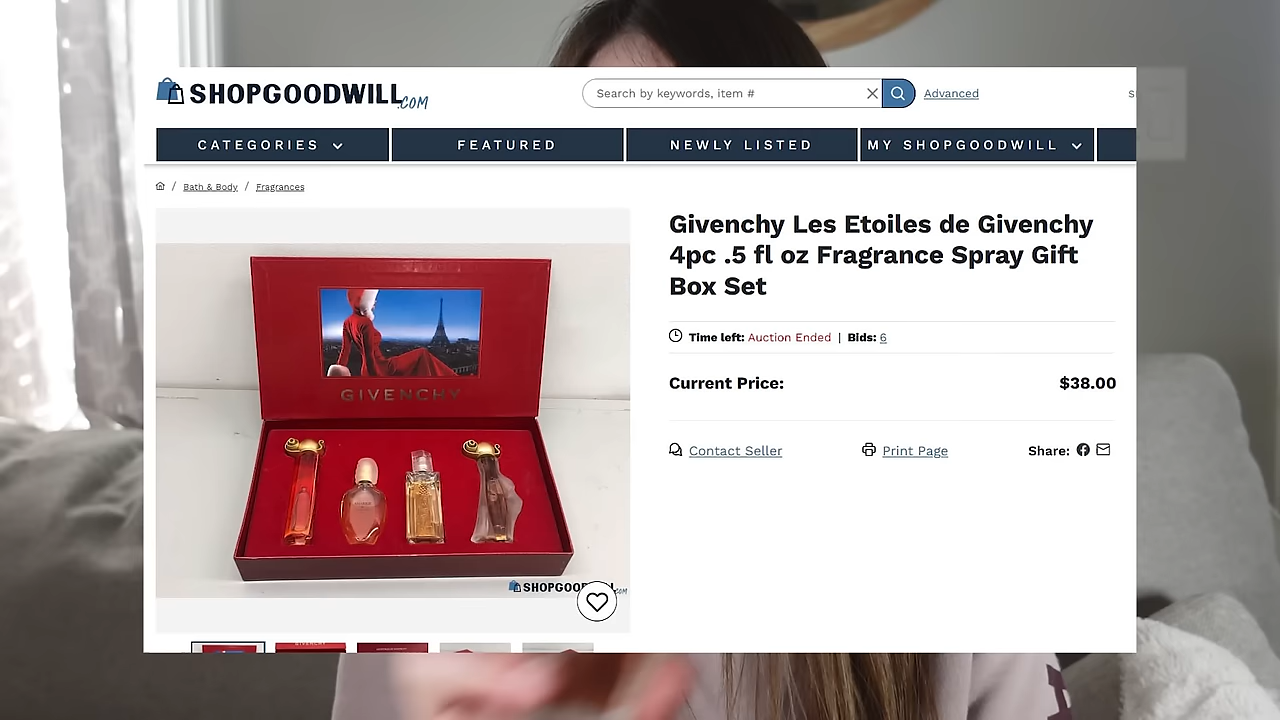 SHOPGOODWILL.COM
Search by keywords, item #
Advanced
CATEGORIES
FEATURED
NEWLY LISTED
MY SHOPGOODWILL
/ Bath & Body / Fragrances
Givenchy Les Etoiles de Givenchy
4pc .5 fl oz Fragrance Spray Gift
Box Set
Time left: Auction Ended | Bids: 6
Current Price: $38.00
Contact Seller
Print Page
Share:
GIVENCHY